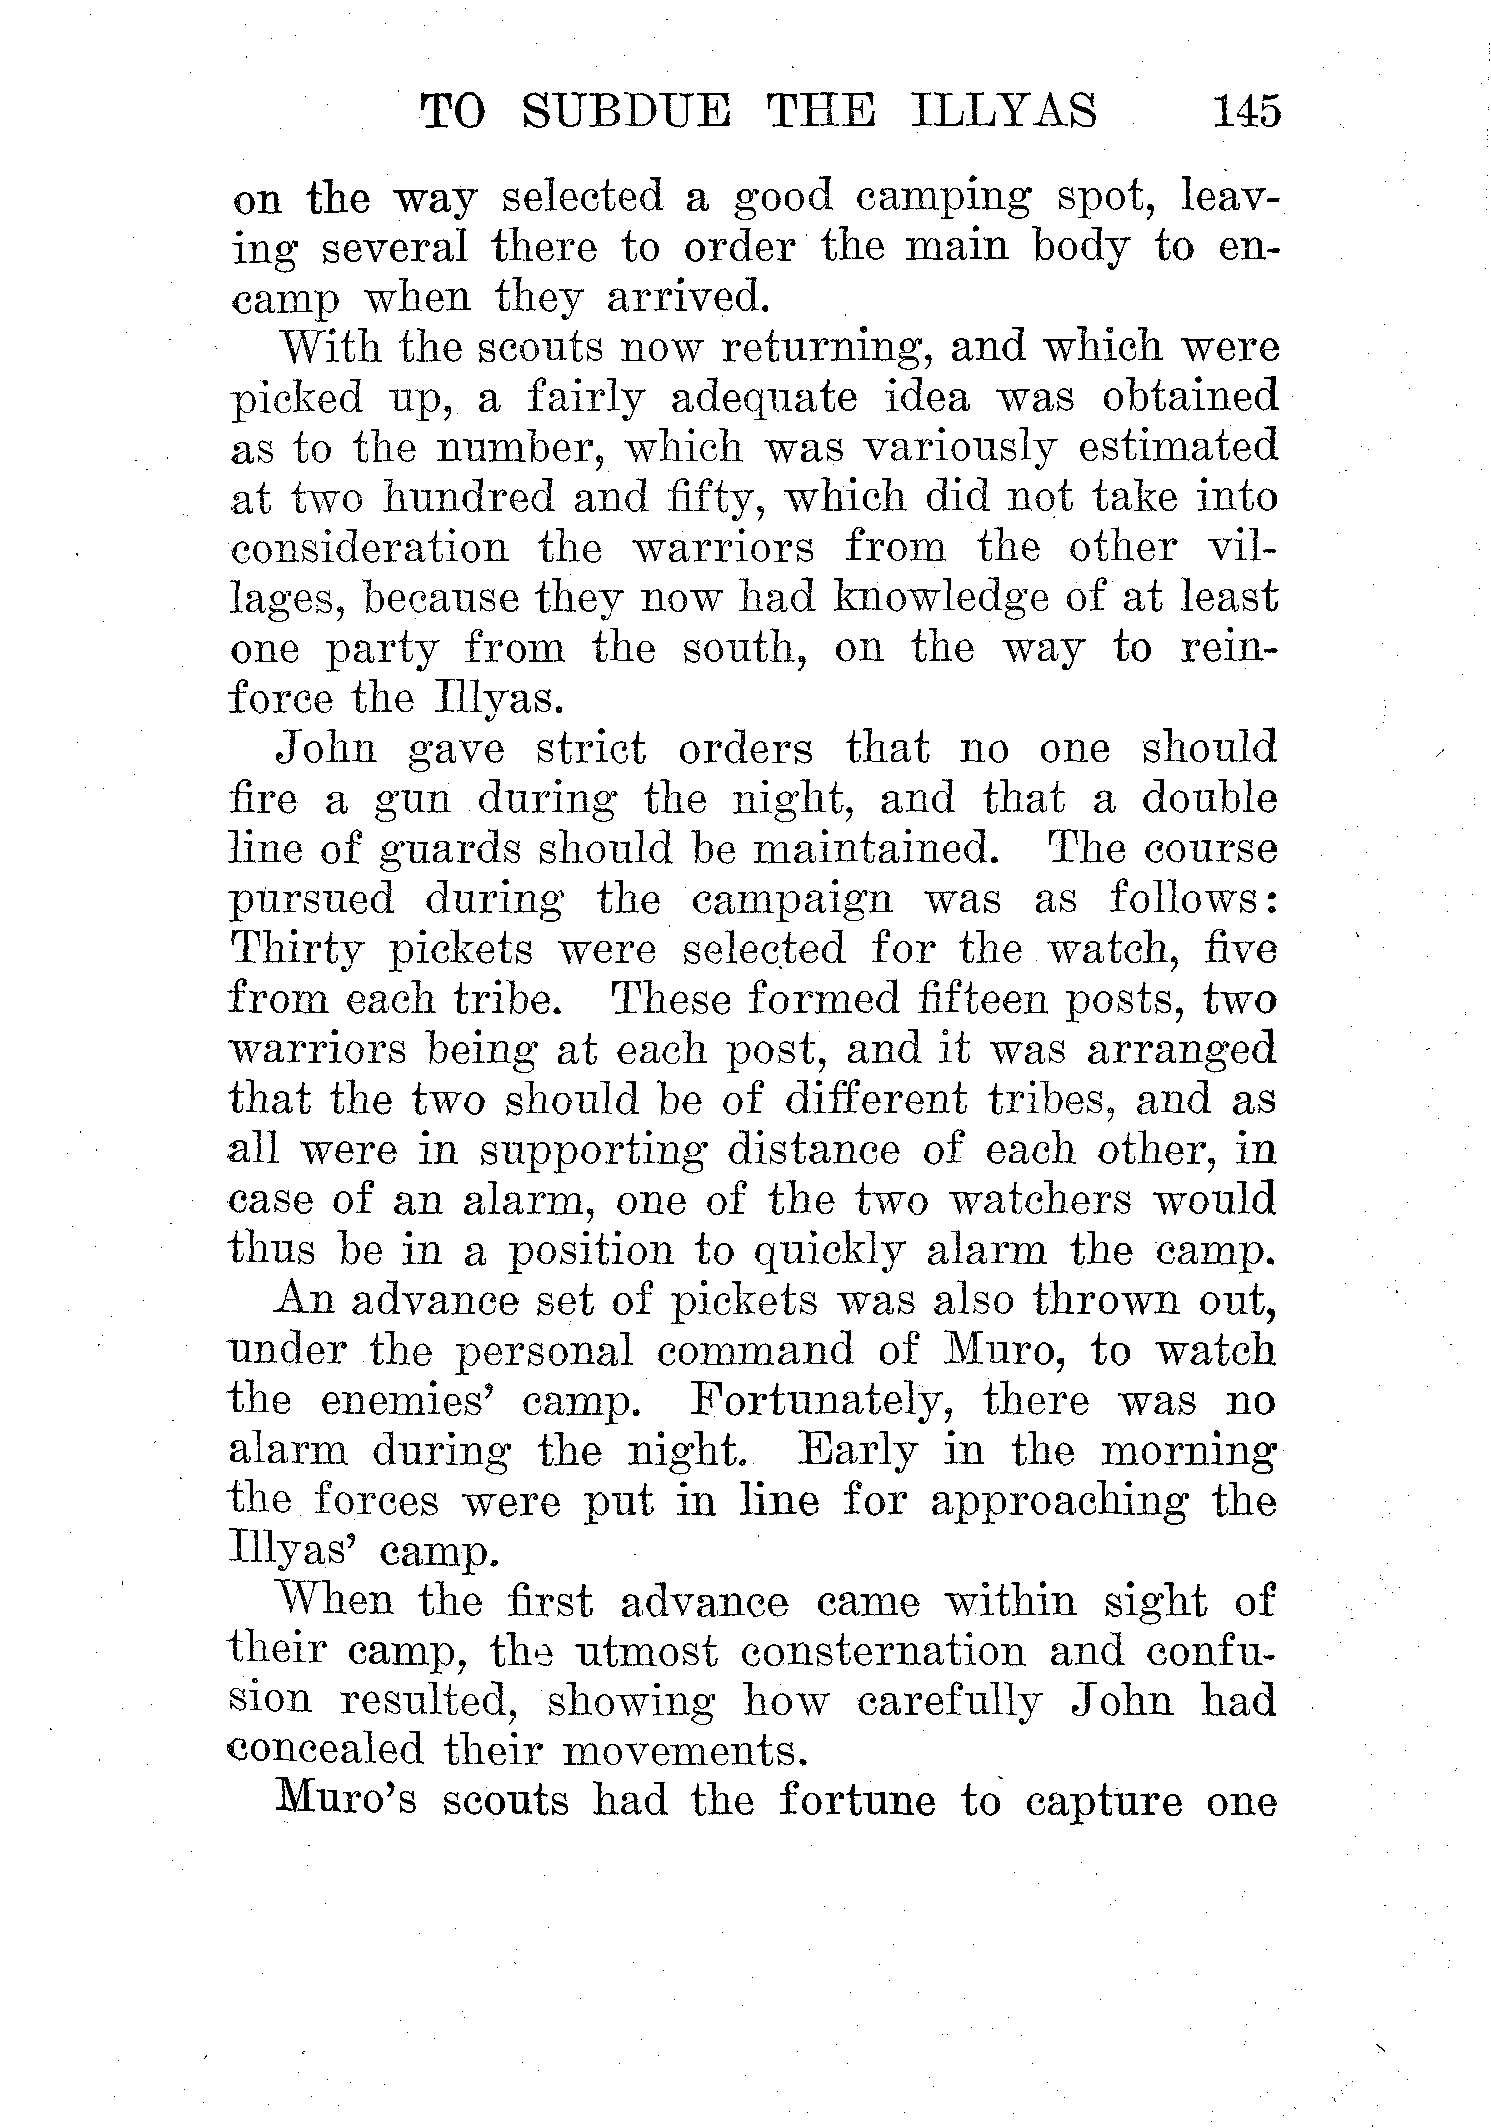 TO SUBDUE THE ILLYAS 145
on the way selected a good camping spot, leav-
ing several there to order the main body to en-
camp when they arrived.
With the scouts now returning, and which were
picked up, a fairly adequate idea was obtained
as to the number, which was variously estimated
at two hundred and fifty, which did not take into
consideration the warriors from the other vil-
lages, because they now had knowledge of at least
one party from the south, on the way to rein-
force the Illyas.
John gave strict orders that no one should
fire a gun during the night, and that a double
line of guards should be maintained. The course
pursued during the campaign was as follows:
Thirty pickets were selected for the watch, five
from each tribe. These formed fifteen posts, two
warriors being at each post, and it was arranged
that the two should be of different tribes, and as
all were in supporting distance of each other, in
case of an alarm, one of the two watchers would
thus be in a position to quickly alarm the camp.
An advance set of pickets was also thrown out,
under the personal command of Muro, to watch
the enemies' camp. Fortunately, there was no
alarm during the night. Early in the morning
the forces were put in line for approaching the
Illyas' camp.
When the first advance came within sight of
their camp, the utmost consternation and confu-
sion resulted, showing how carefully John had
concealed their movements.
Muro's scouts had the fortune to capture one